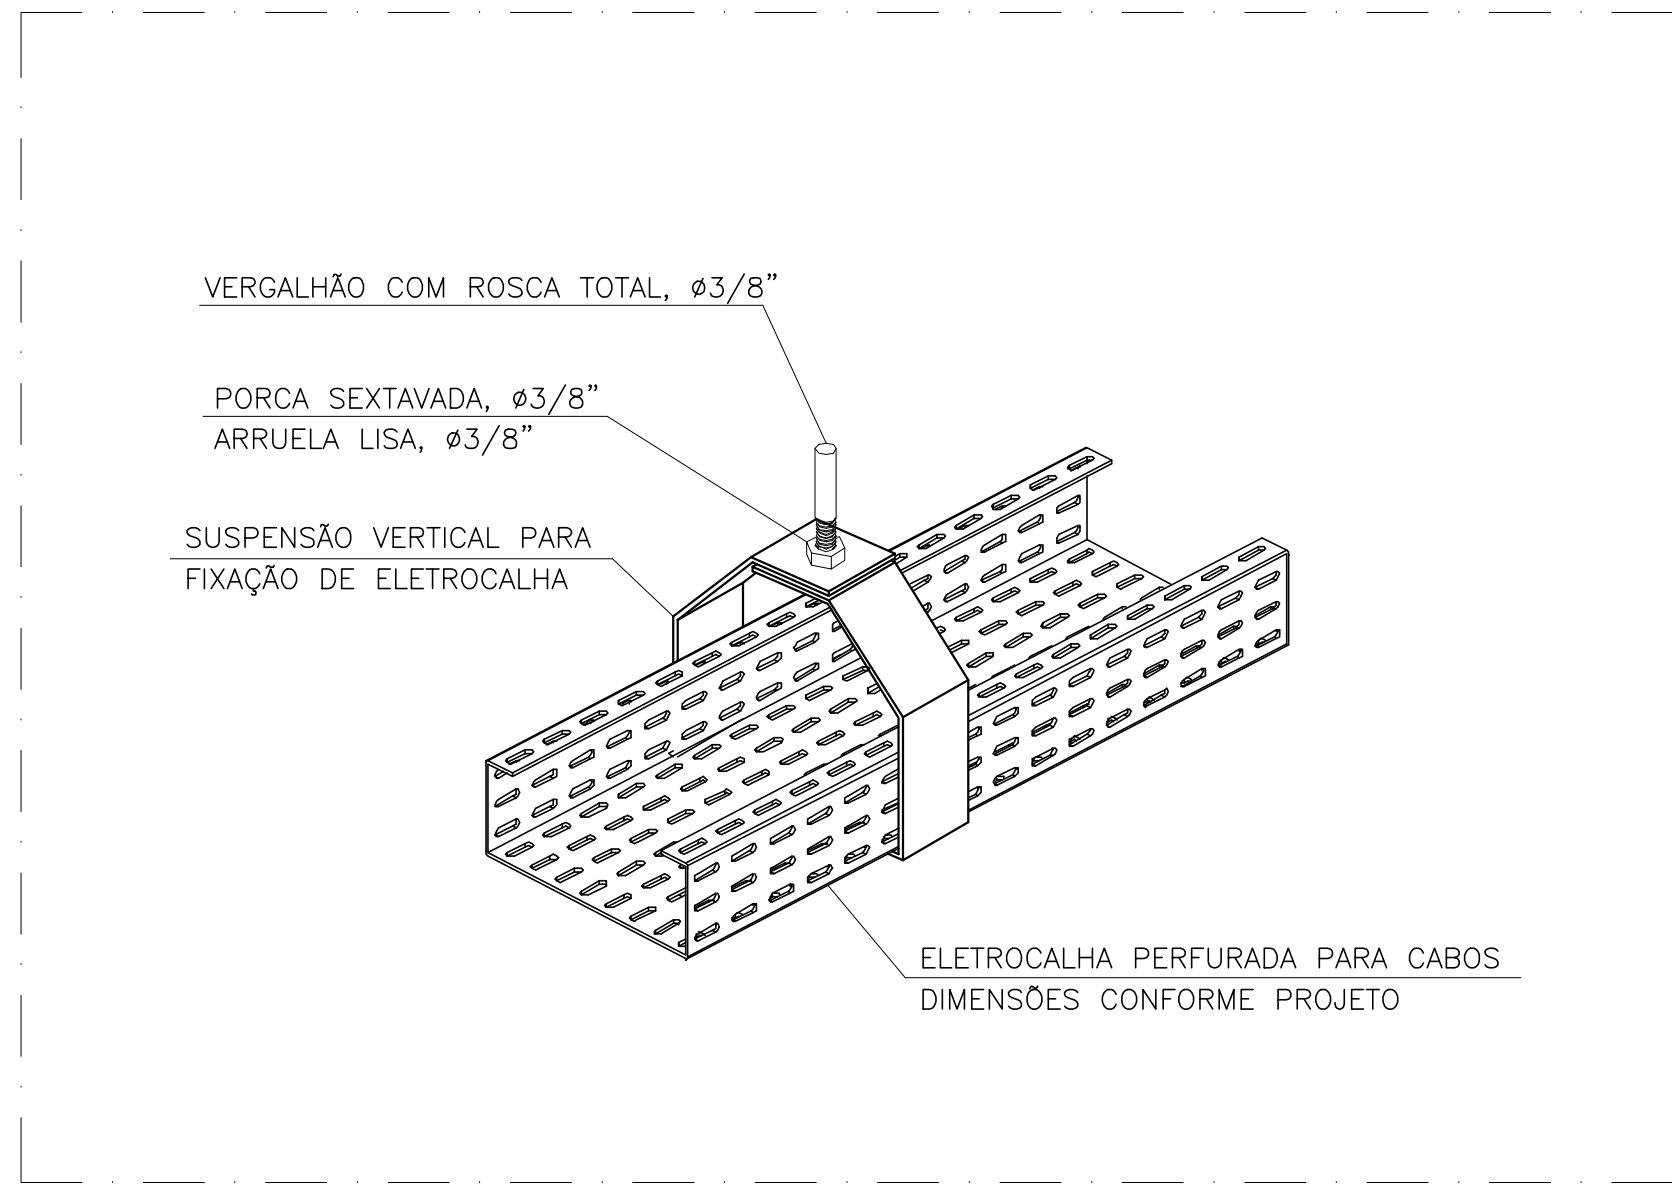 VERGALHÃO COM ROSCA TOTAL, ø3/8”
PORCA SEXTAVADA, ø3/8”
ARRUELA LISA, ø3/8”
SUSPENSÃO VERTICAL PARA
FIXAÇÃO DE ELETROCALHA
ELETROCALHA PERFURADA PARA CABOS
DIMENSÕES CONFORME PROJETO